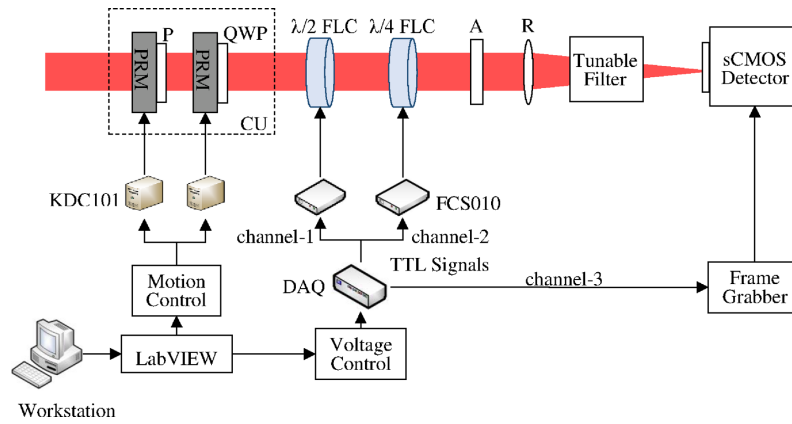 P
QWP
λ/2 FLC
λ/4 FLC
A
R
PRM
PRM
Tunable
Filter
sCMOS
Detector
CU
KDC101
FCS010
channel-1
channel-2
TTL Signals
Motion
Control
DAQ
channel-3
Frame
Grabber
LabVIEW
Voltage
Control
Workstation